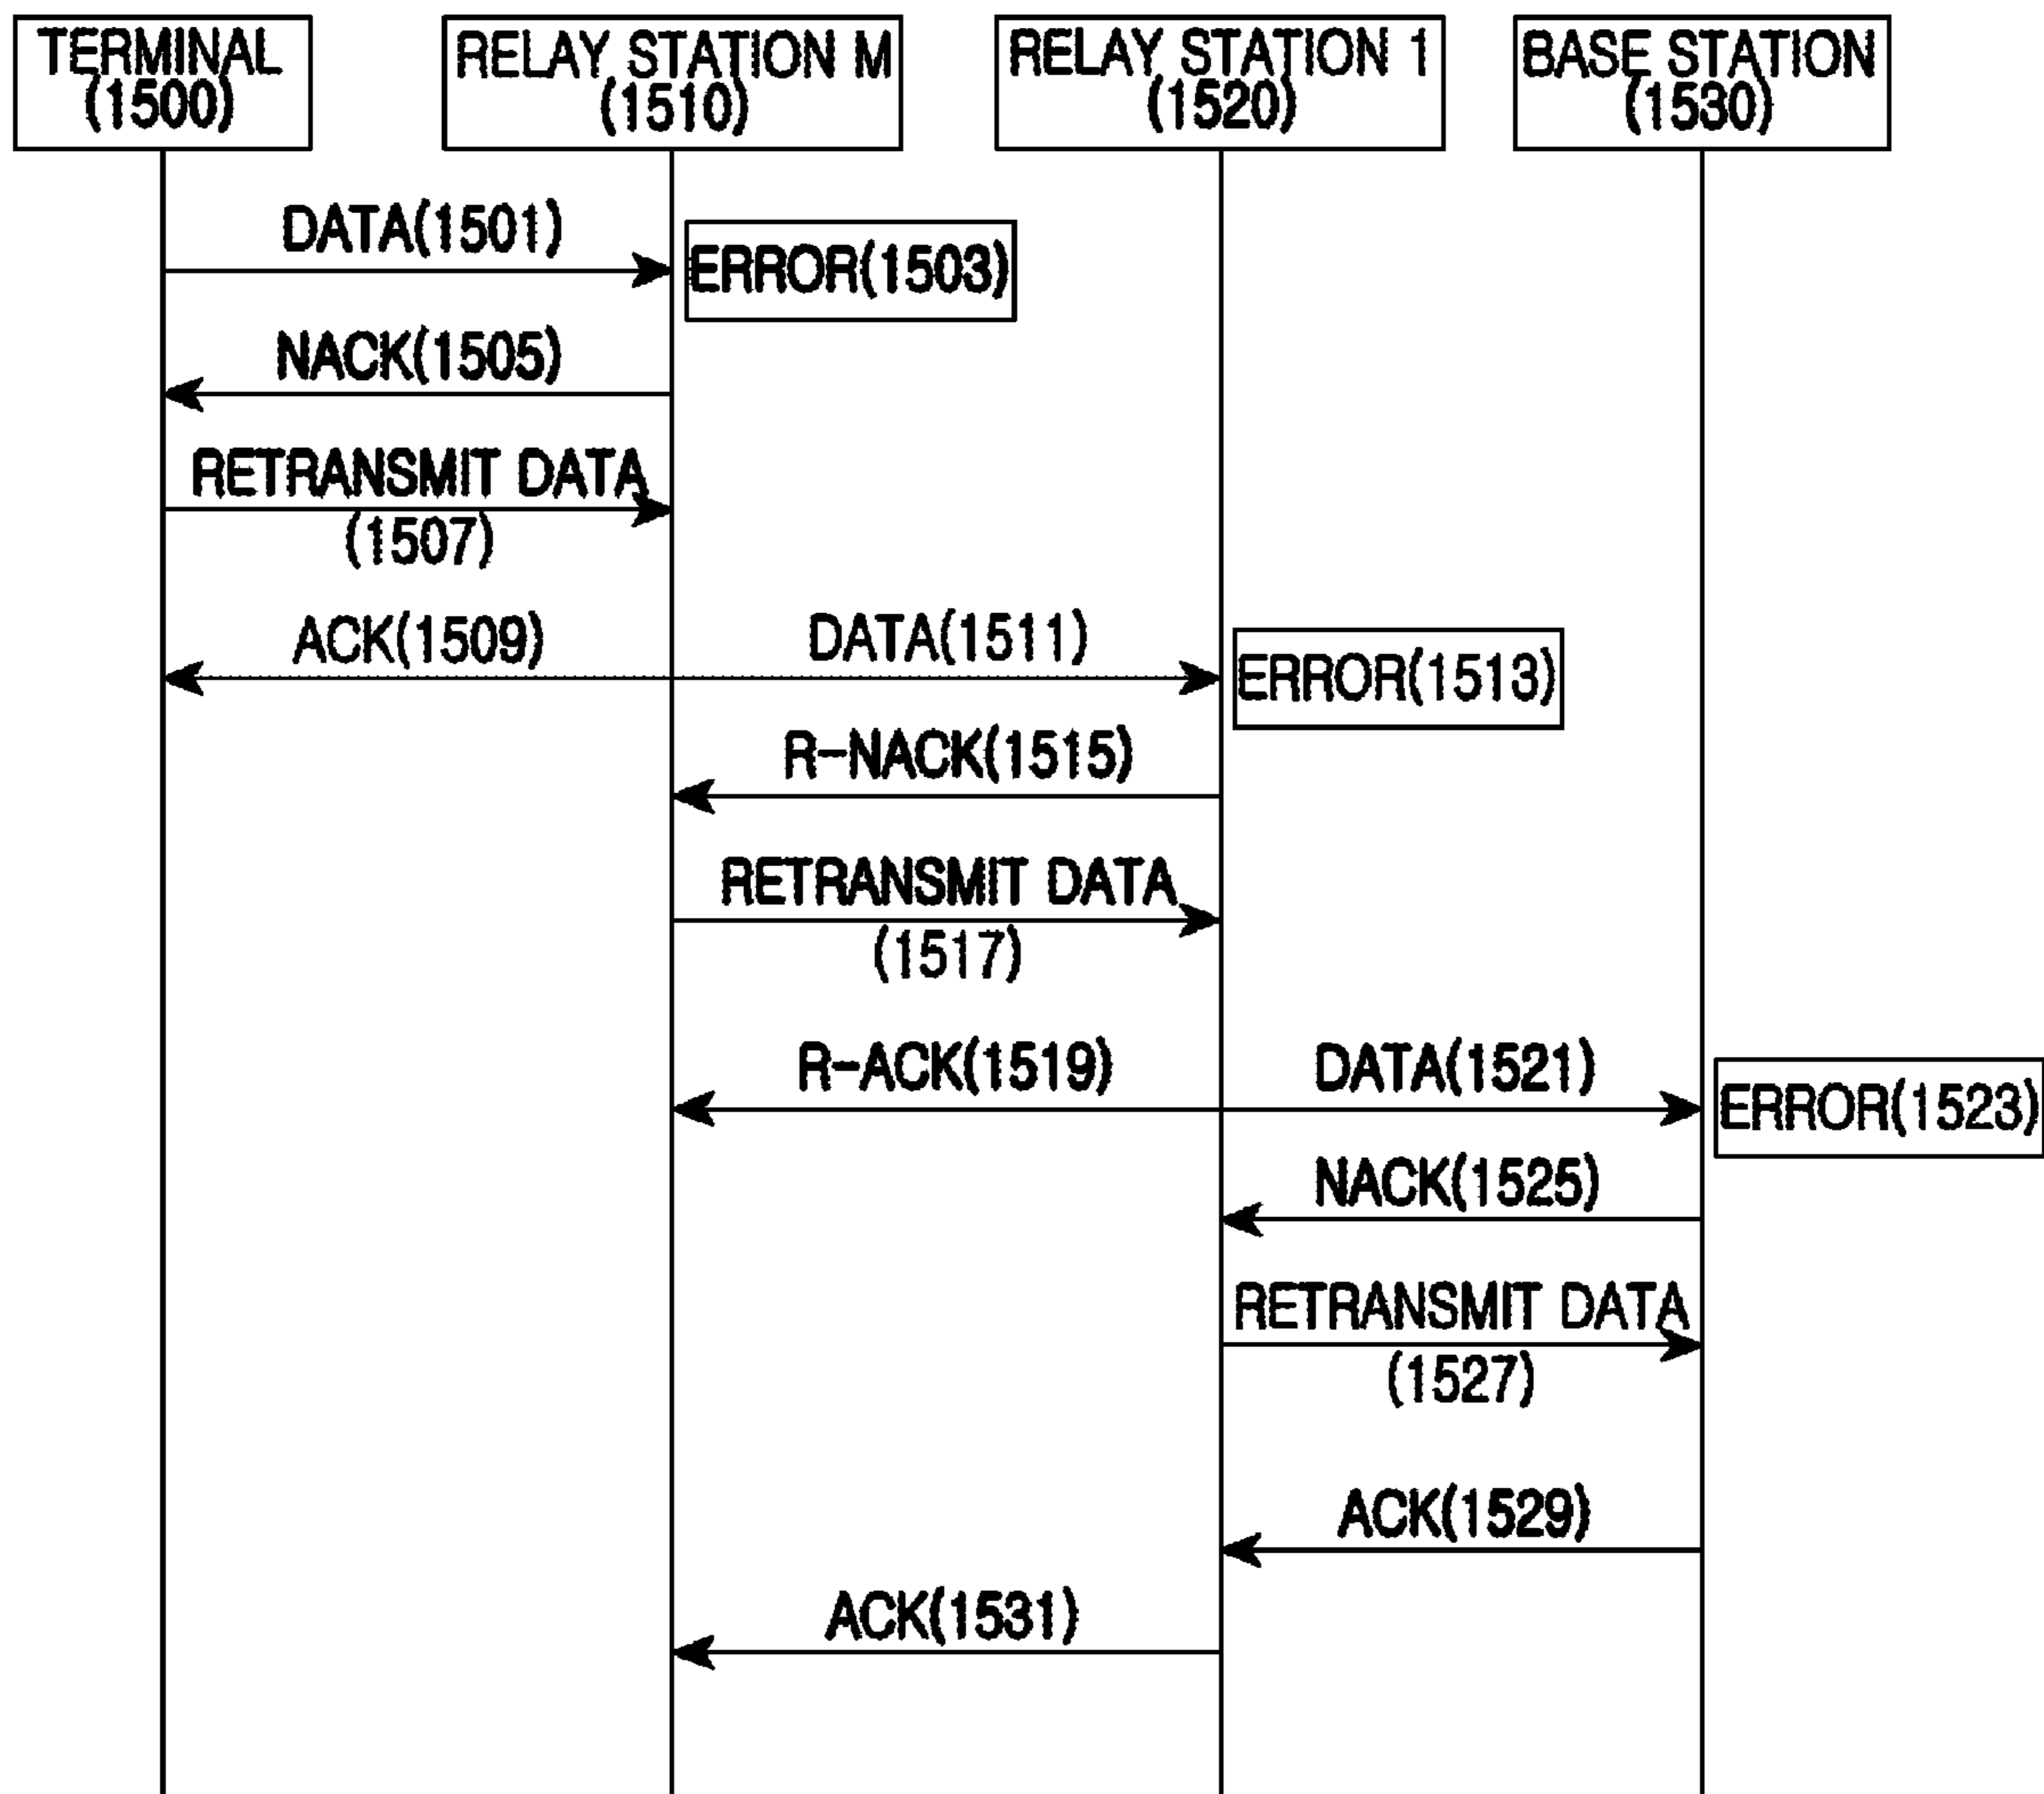 TERMINAL
(1500)
RELAY STATION M
(1510)
RELAY STATION 1
(1520)
BASE STATION
(1530)
DATA(1501)
ERROR(1503)
NACK(1505)
RETRANSMIT DATA
(1507)
ACK(1509)
DATA(1511)
ERROR(1513)
R-NACK(1515)
RETRANSMIT DATA
(1517)
R-ACK(1519)
DATA(1521)
ERROR(1523)
NACK(1525)
RETRANSMIT DATA
(1527)
ACK(1529)
ACK(1531)